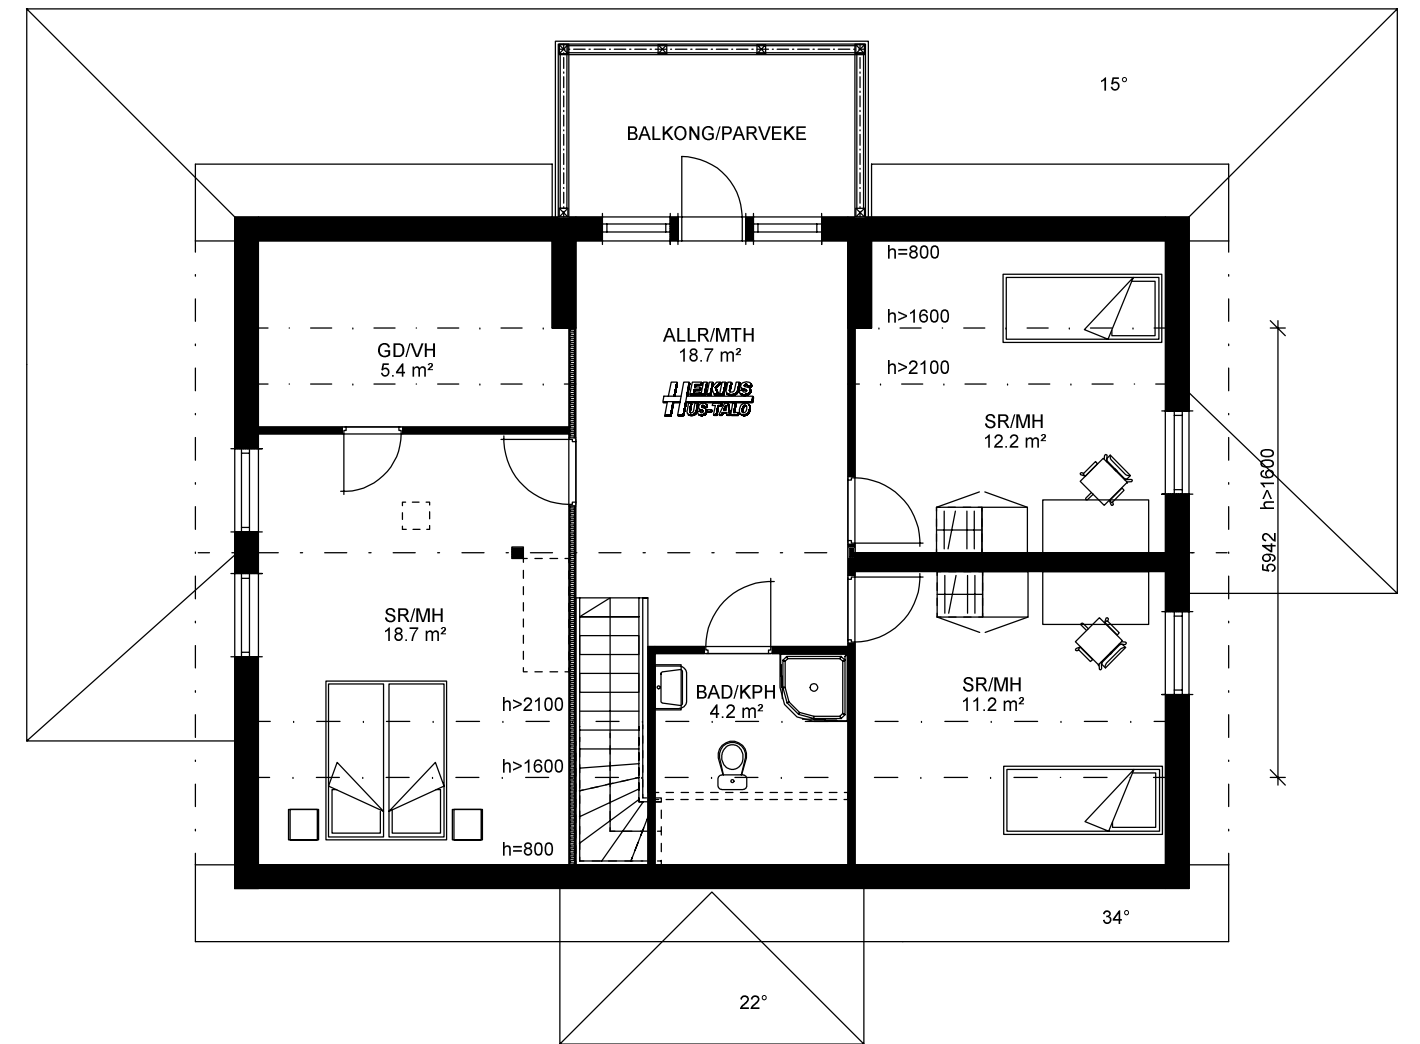 15°
BALKONG/PARVEKE
h=800
h>1600
h>2100
ALLR/MTH
18.7 m²
HEIKIUS
HUS-TALO
GD/VH
5.4 m²
SR/MH
12.2 m²
h>1600
5942
SR/MH
18.7 m²
BAD/KPH
4.2 m²
SR/MH
11.2 m²
h>2100
h>1600
h=800
34°
22°